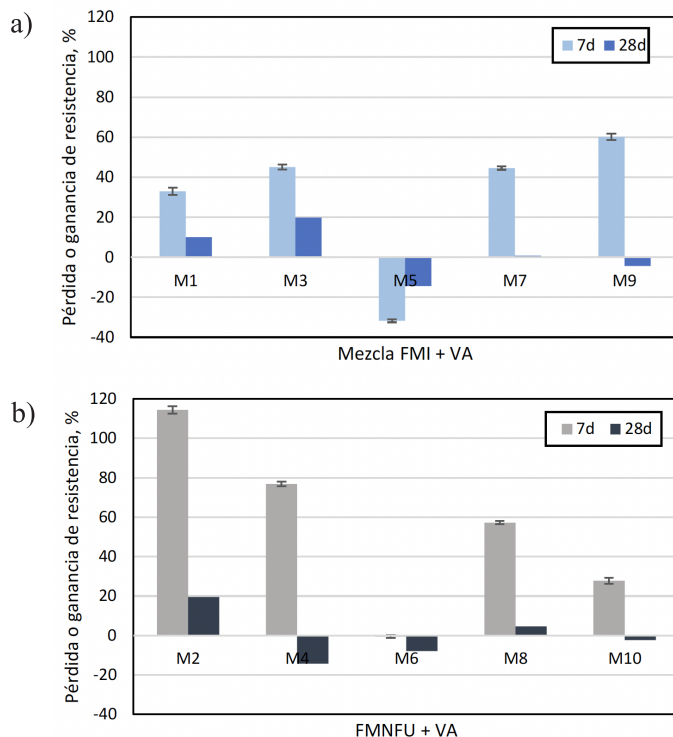 a)
Pérdida o ganancia de resistencia, %
120
100
80
60
40
20
0
-20
-40
7d 28d
M1 M3 M5 M7 M9
Mezcla FMI + VA
b)
Pérdida o ganancia de resistencia, %
120
100
80
60
40
20
0
-20
-40
7d 28d
M2 M4 M6 M8 M10
FMNFU + VA